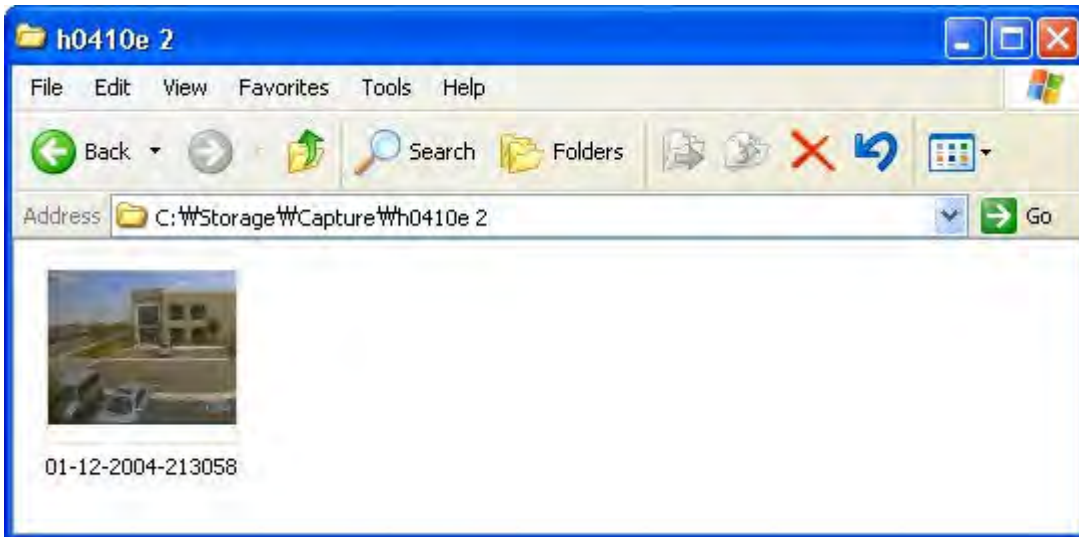 h0410e 2
File Edit View Favorites Tools Help
Back Search Folders
Address C:₩Storage₩Capture₩h0410e 2 Go
01-12-2004-213058